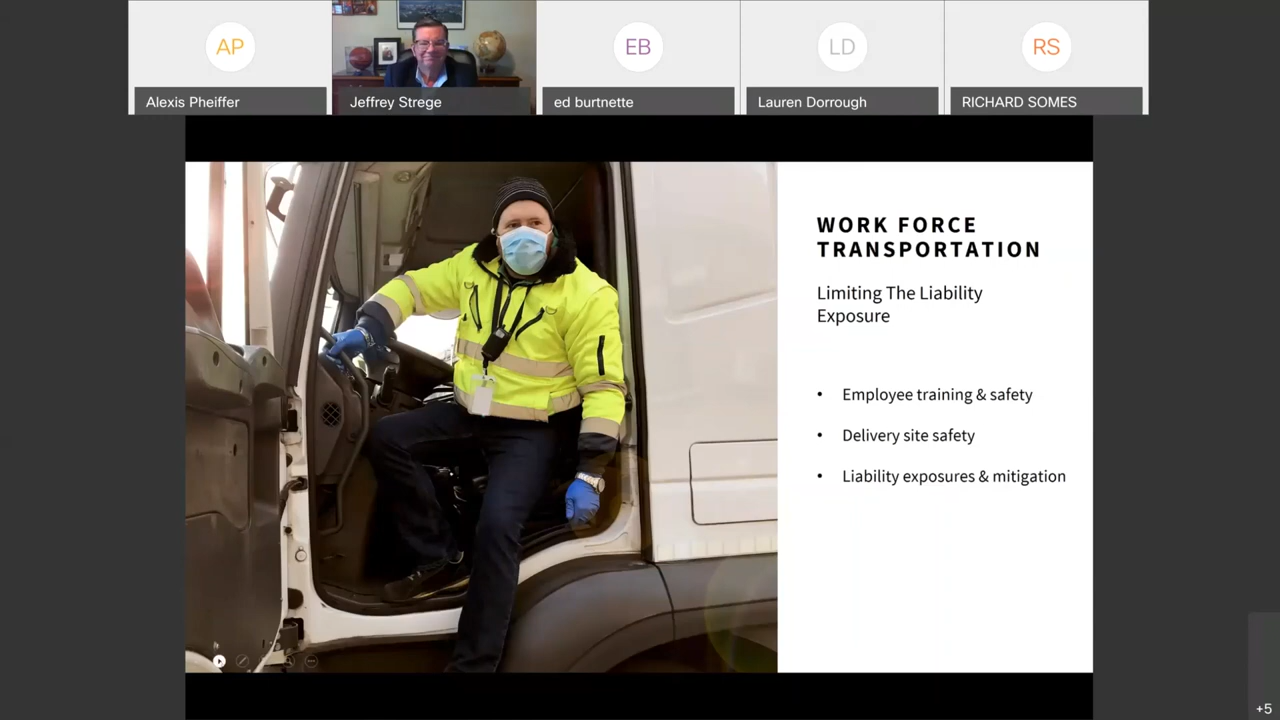 AP
EB
LD
RS
Alexis Pheiffer
Jeffrey Strege
ed burtnette
Lauren Dorrough
RICHARD SOMES
WORK FORCE
TRANSPORTATION
Limiting The Liability
Exposure
• Employee training & safety
• Delivery site safety
• Liability exposures & mitigation
+5